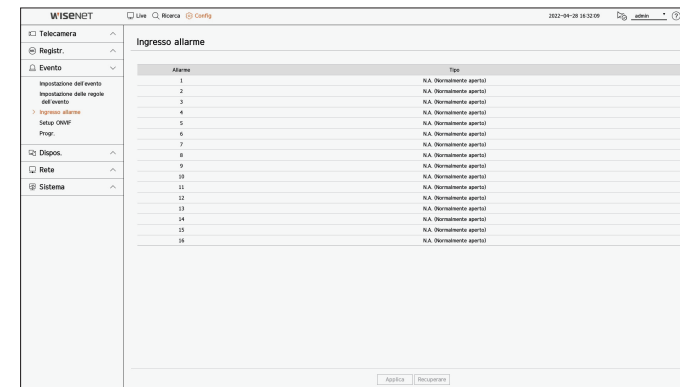 WISENET
Live Ricerca Config
2022-04-28 16:32:09 admin ?
Telecamera
Registr.
Evento
Impostazione dell'evento
Impostazione delle regole
dell'evento
> Ingresso allarme
Setup ONVIF
Progr.
Dispos.
Rete
Sistema
Ingresso allarme
Allarme Tipo
1 N.A. (Normalmente aperto)
2 N.A. (Normalmente aperto)
3 N.A. (Normalmente aperto)
4 N.A. (Normalmente aperto)
5 N.A. (Normalmente aperto)
6 N.A. (Normalmente aperto)
7 N.A. (Normalmente aperto)
8 N.A. (Normalmente aperto)
9 N.A. (Normalmente aperto)
10 N.A. (Normalmente aperto)
11 N.A. (Normalmente aperto)
12 N.A. (Normalmente aperto)
13 N.A. (Normalmente aperto)
14 N.A. (Normalmente aperto)
15 N.A. (Normalmente aperto)
16 N.A. (Normalmente aperto)
Applica Recuperare